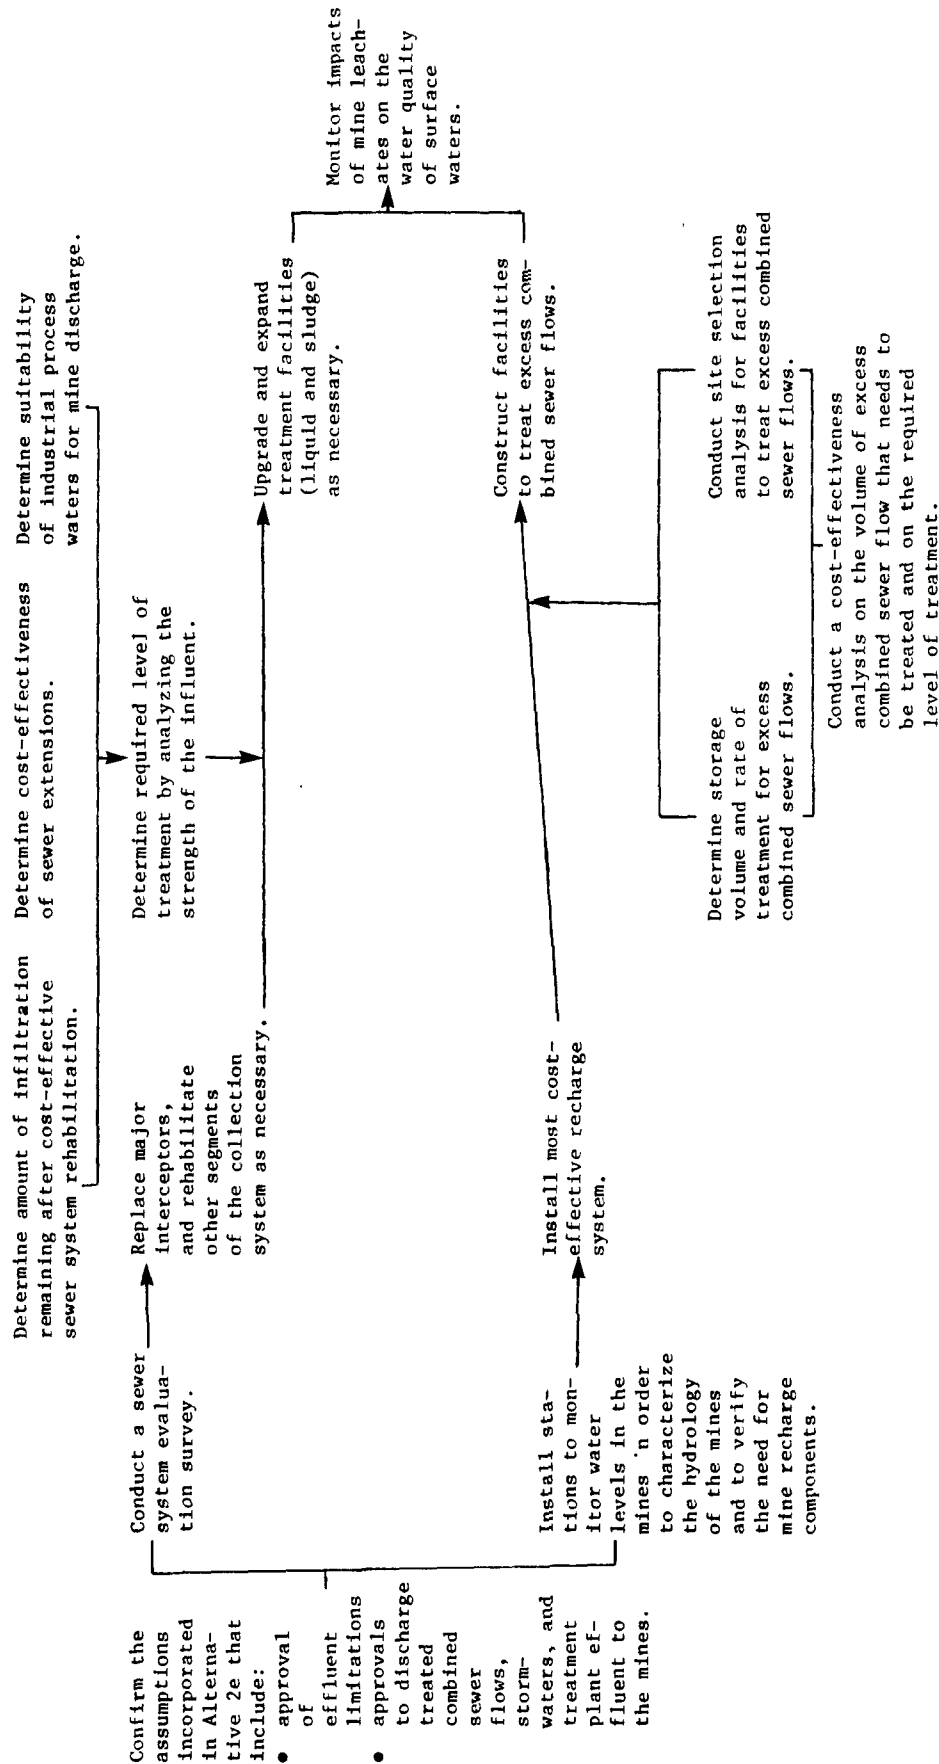 Confirm the
assumptions
incorporated
in Alterna-
tive 2e that
include:
● approval
of
effluent
limitations
● approvals
to discharge
treated
combined
sewer
flows,
storm-
waters, and
treatment
plant ef-
fluent to
the mines.
Conduct a sewer
system evalua-
tion survey.
Replace major
interceptors,
and rehabilitate
other segments
of the collection
system as necessary.
Determine amount of infiltration
remaining after cost-effective
sewer system rehabilitation.
Determine cost-effectiveness
of sewer extensions.
Determine suitability
of industrial process
waters for mine discharge.
Determine required level of
treatment by analyzing the
strength of the influent.
Upgrade and expand
treatment facilities
(liquid and sludge)
as necessary.
Install sta-
tions to mon-
itor water
levels in the
mines 'n order
to characterize
the hydrology
of the mines
and to verify
the need for
mine recharge
components.
Install most cost-
effective recharge
system.
Construct facilities
to treat excess com-
bined sewer flows.
Determine storage
volume and rate of
treatment for excess
combined sewer flows.
Conduct site selection
analysis for facilities
to treat excess combined
sewer flows.
Conduct a cost-effectiveness
analysis on the volume of excess
combined sewer flow that needs to
be treated and on the required
level of treatment.
Monitor impacts
of mine leach-
ates on the
water quality
of surface
waters.